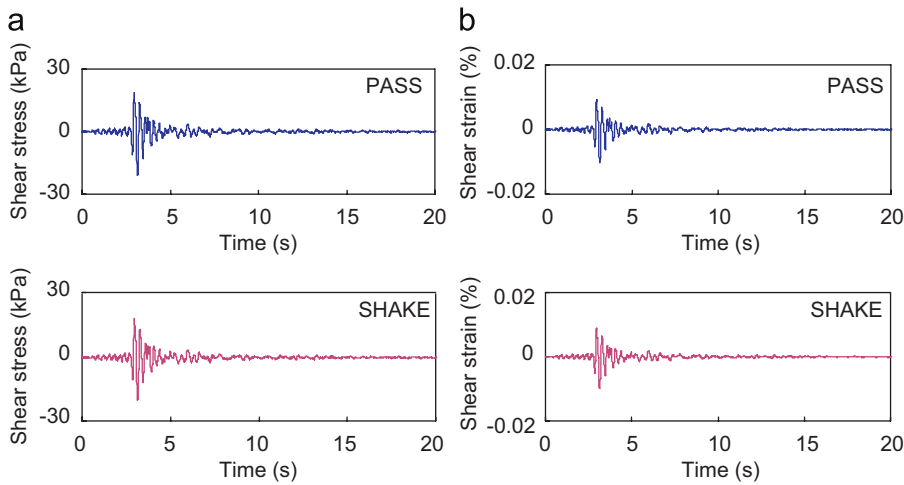 a
b
Shear stress (kPa)
30
0
-30
PASS
0 5 10 15 20
Time (s)
Shear strain (%)
0.02
0
-0.02
PASS
0 5 10 15 20
Time (s)
Shear stress (kPa)
30
0
-30
SHAKE
0 5 10 15 20
Time (s)
Shear strain (%)
0.02
0
-0.02
SHAKE
0 5 10 15 20
Time (s)